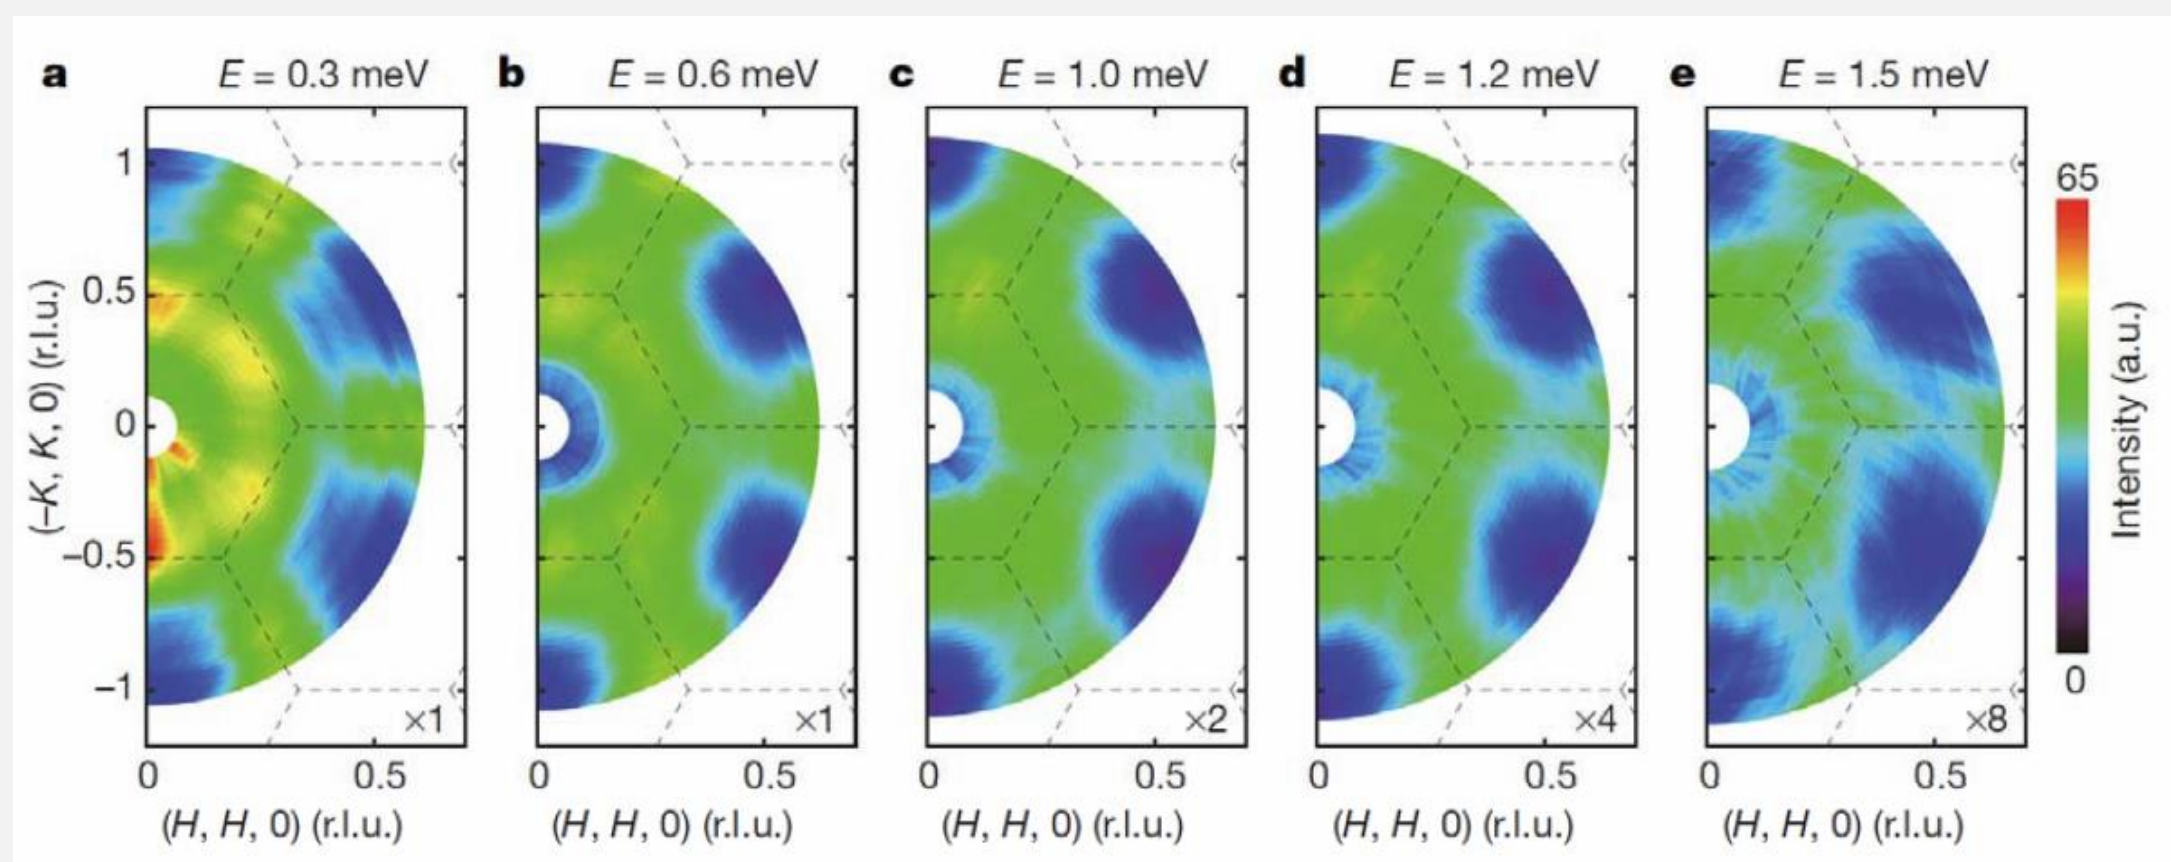 a E = 0.3 meV
b E = 0.6 meV
c E = 1.0 meV
d E = 1.2 meV
e E = 1.5 meV
(–K, K, 0) (r.l.u.)
1
0.5
0
–0.5
–1
×1
×1
×2
×4
×8
0 0.5
0 0.5
0 0.5
0 0.5
0 0.5
(H, H, 0) (r.l.u.)
(H, H, 0) (r.l.u.)
(H, H, 0) (r.l.u.)
(H, H, 0) (r.l.u.)
(H, H, 0) (r.l.u.)
65
Intensity (a.u.)
0